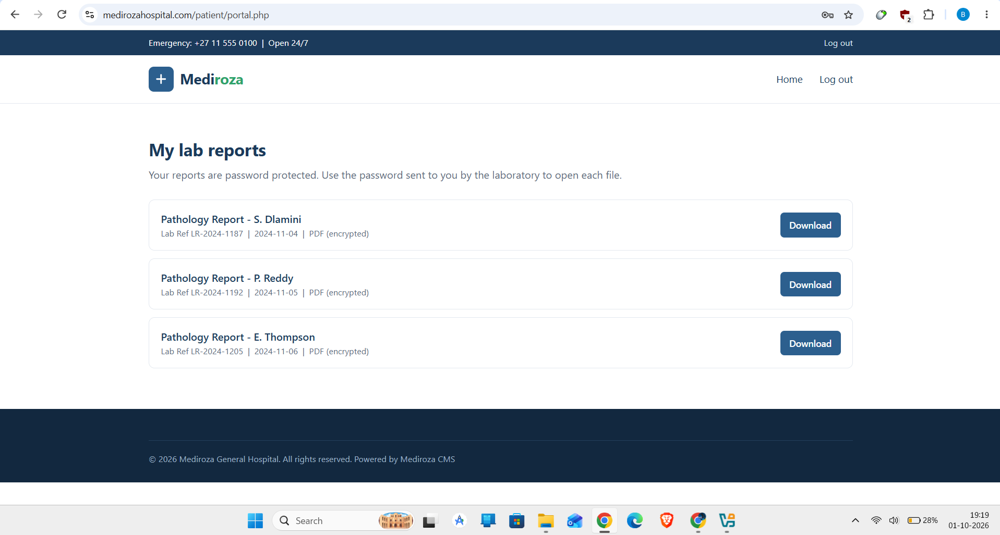 medirozahospital.com/patient/portal.php
2
B
Emergency: +27 11 555 0100 | Open 24/7
Log out
Mediroza
Home
Log out
My lab reports
Your reports are password protected. Use the password sent to you by the laboratory to open each file.
Pathology Report - S. Dlamini
Lab Ref LR-2024-1187 | 2024-11-04 | PDF (encrypted)
Download
Pathology Report - P. Reddy
Lab Ref LR-2024-1192 | 2024-11-05 | PDF (encrypted)
Download
Pathology Report - E. Thompson
Lab Ref LR-2024-1205 | 2024-11-06 | PDF (encrypted)
Download
© 2026 Mediroza General Hospital. All rights reserved. Powered by Mediroza CMS
Search
28%
19:19
01-10-2026